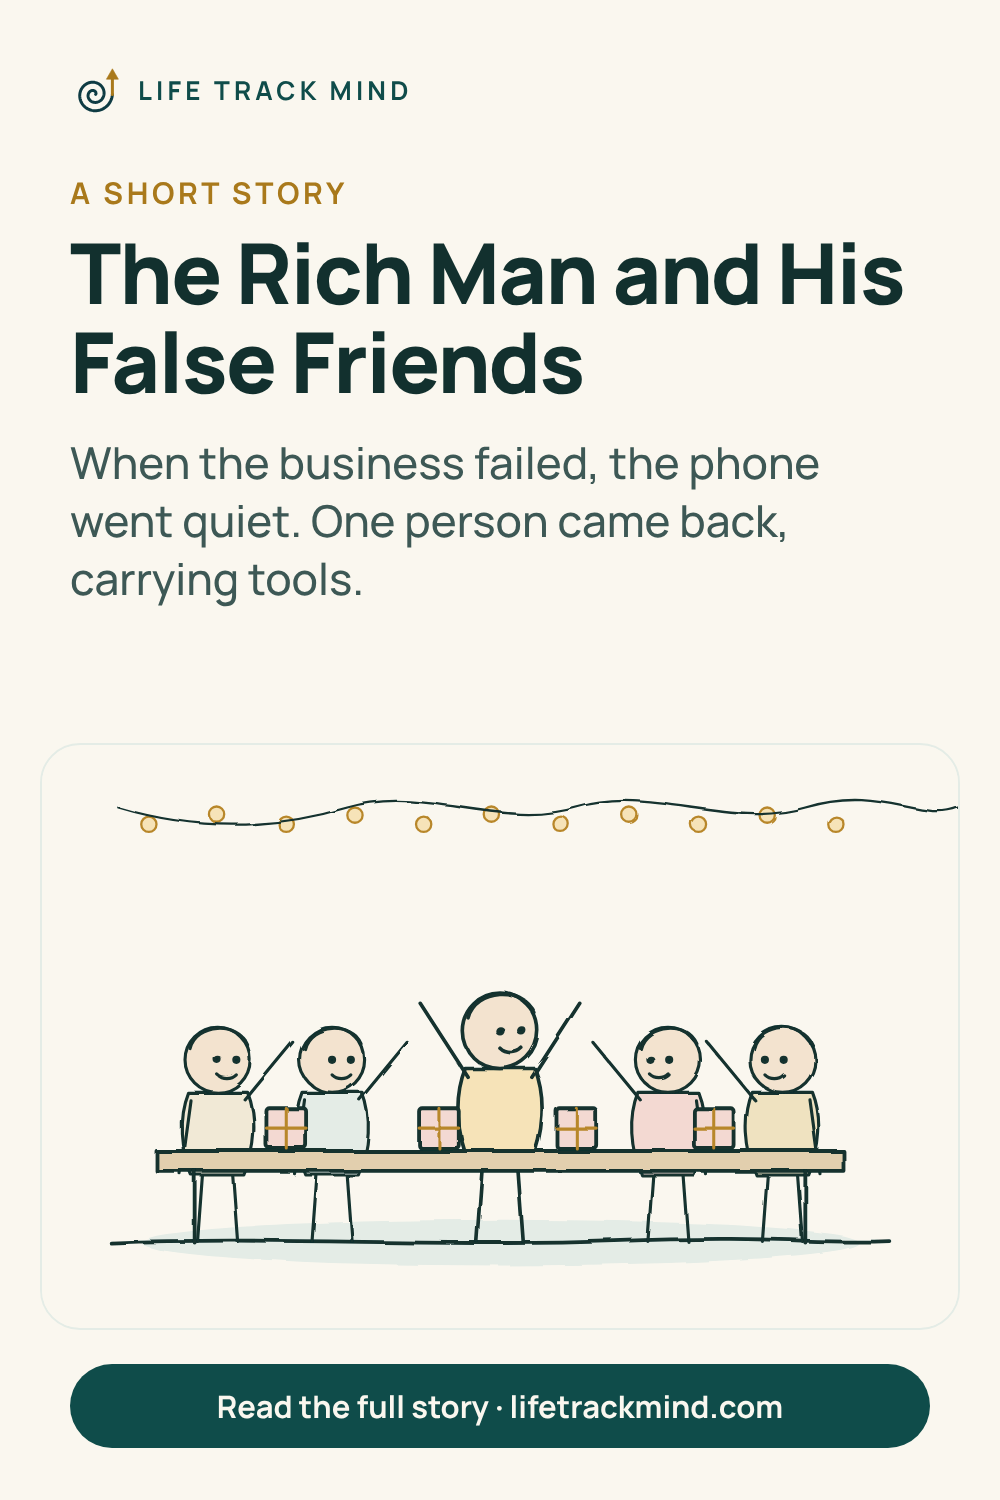 LIFE TRACK MIND
A SHORT STORY
The Rich Man and His
False Friends
When the business failed, the phone
went quiet. One person came back,
carrying tools.
Read the full story · lifetrackmind.com